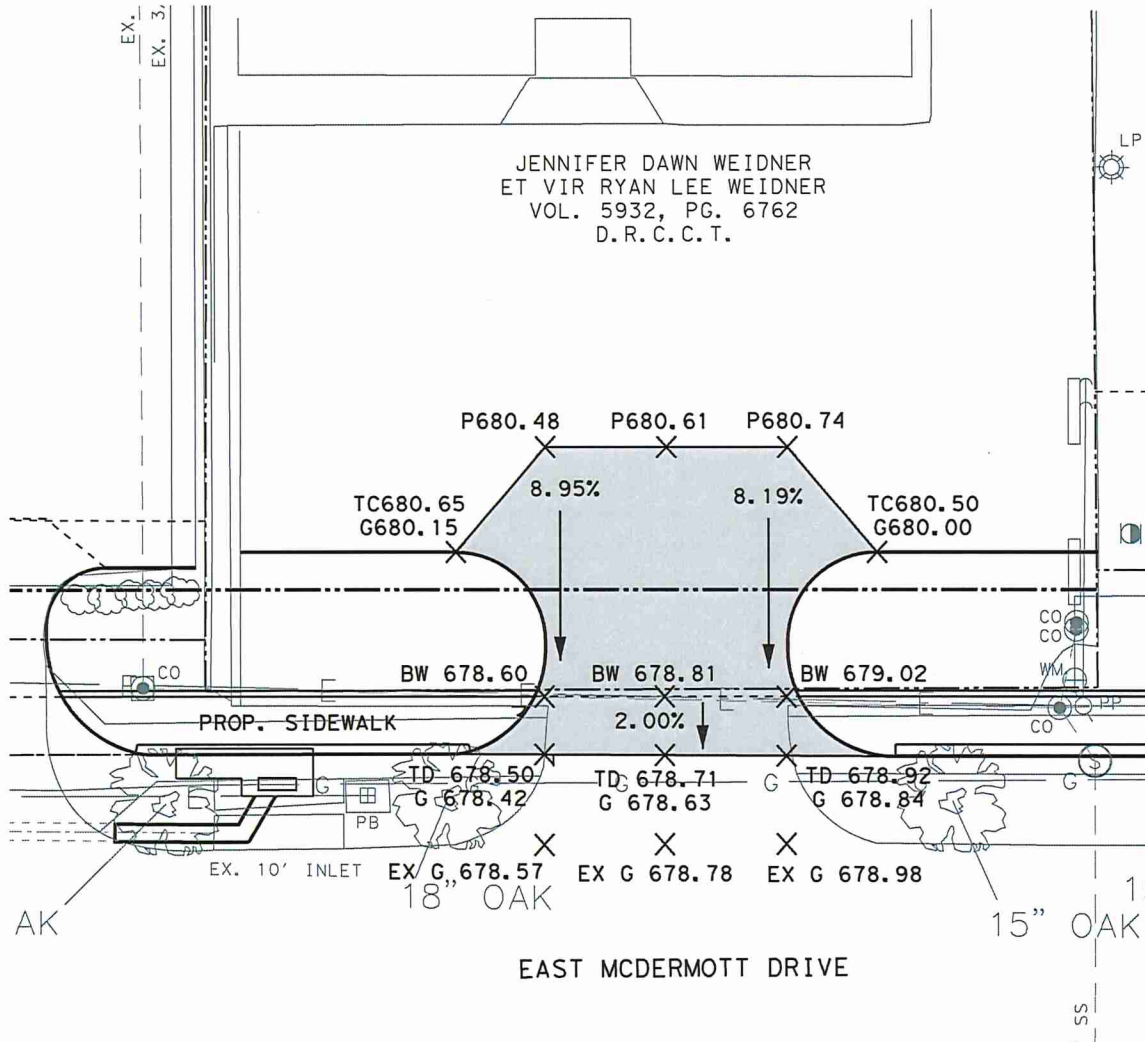 EX.
EX. 3,
LP
JENNIFER DAWN WEIDNER
ET VIR RYAN LEE WEIDNER
VOL. 5932, PG. 6762
D.R.C.C.T.
P680.48
P680.61
P680.74
TC680.65
G680.15
8.95%
8.19%
TC680.50
G680.00
CO
CO
CO
BW 678.60
BW 678.81
BW 679.02
WM
PP
CO
PROP. SIDEWALK
2.00%
TD 678.50
G 678.42
TD 678.71
G 678.63
TD 678.92
G 678.84
G
G
G
G
S
PB
EX. 10' INLET
EX G 678.57
EX G 678.78
EX G 678.98
18" OAK
AK
15" OAK
EAST MCDERMOTT DRIVE
SS